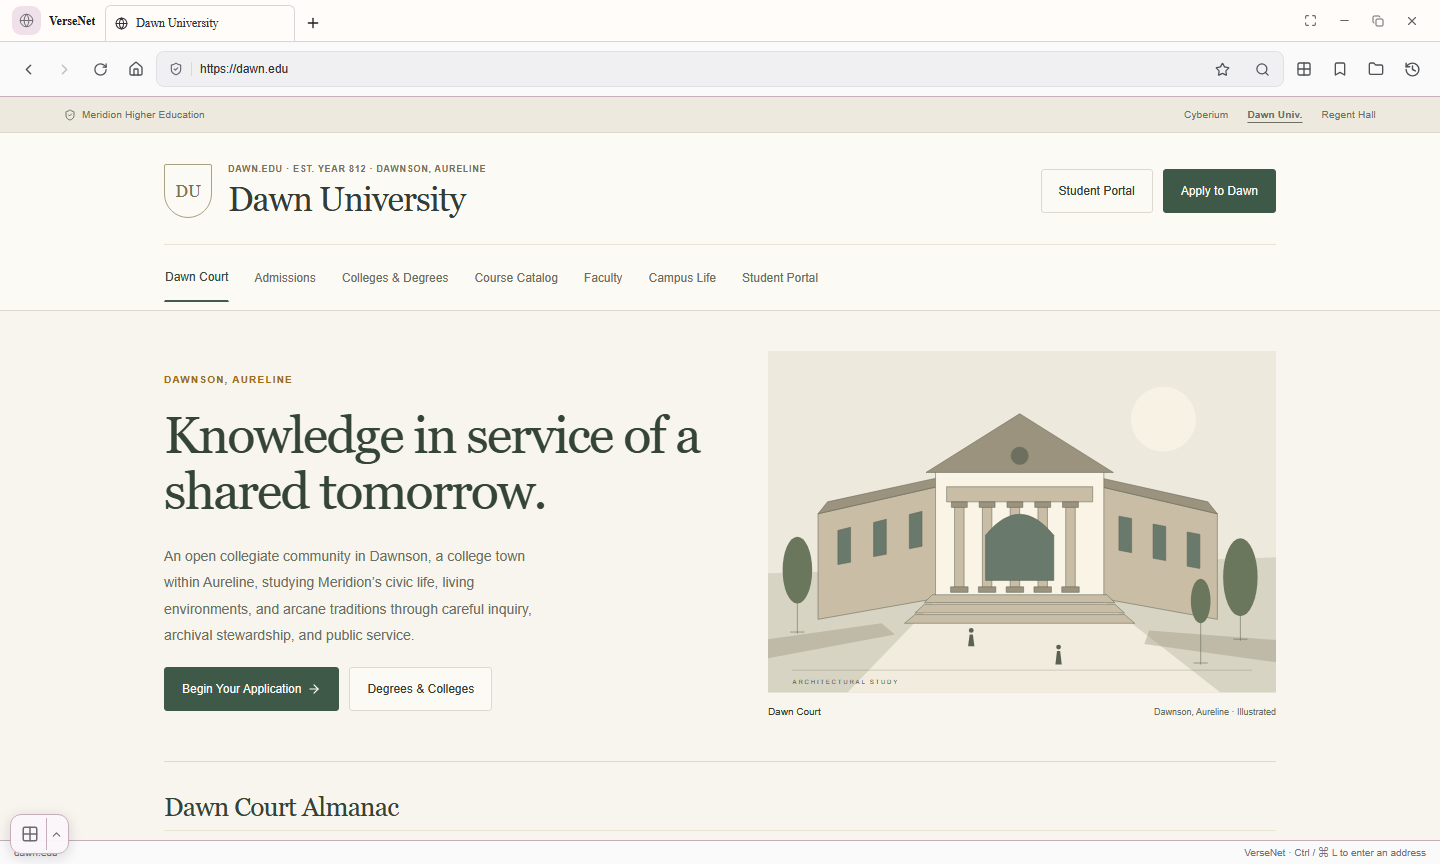 VerseNet
Dawn University
https://dawn.edu
Meridion Higher Education
Cyberium
Dawn Univ.
Regent Hall
DU
DAWN.EDU · EST. YEAR 812 · DAWNSON, AURELINE
Dawn University
Student Portal
Apply to Dawn
Dawn Court
Admissions
Colleges & Degrees
Course Catalog
Faculty
Campus Life
Student Portal
DAWNSON, AURELINE
Knowledge in service of a
shared tomorrow.
An open collegiate community in Dawnson, a college town
within Aureline, studying Meridion's civic life, living
environments, and arcane traditions through careful inquiry,
archival stewardship, and public service.
Begin Your Application
Degrees & Colleges
ARCHITECTURAL STUDY
Dawn Court
Dawnson, Aureline · Illustrated
Dawn Court Almanac
dawn.edu
VerseNet · Ctrl / ⌘ L to enter an address